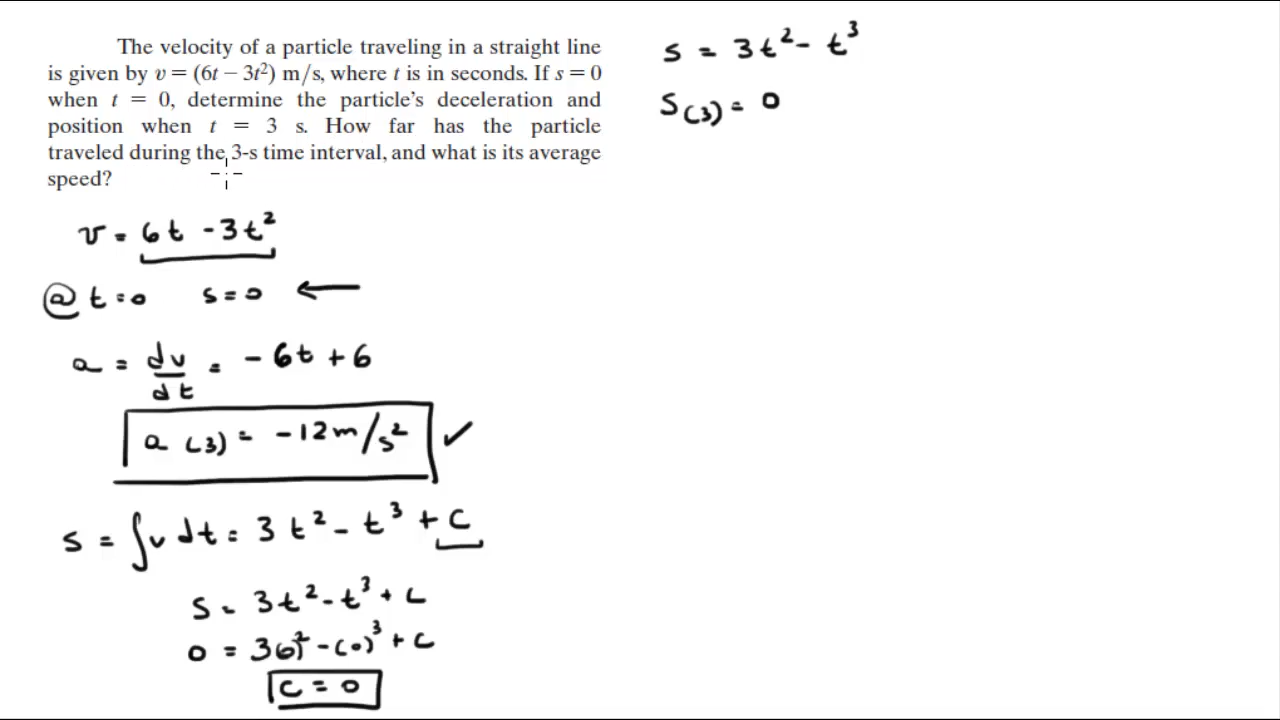 The velocity of a particle traveling in a straight line
is given by v = (6t – 3t²) m/s, where t is in seconds. If s = 0
when t = 0, determine the particle's deceleration and
position when t = 3 s. How far has the particle
traveled during the 3-s time interval, and what is its average
speed?
v = 6t - 3t²
@ t = 0 s = 0 ←
a = dv/dt = - 6t + 6
a (3) = -12 m/s² ✓
s = ∫v dt = 3t² - t³ + c
s = 3t² - t³ + c
0 = 3(0)² - (0)³ + c
c = 0
s = 3t² - t³
s(3) = 0